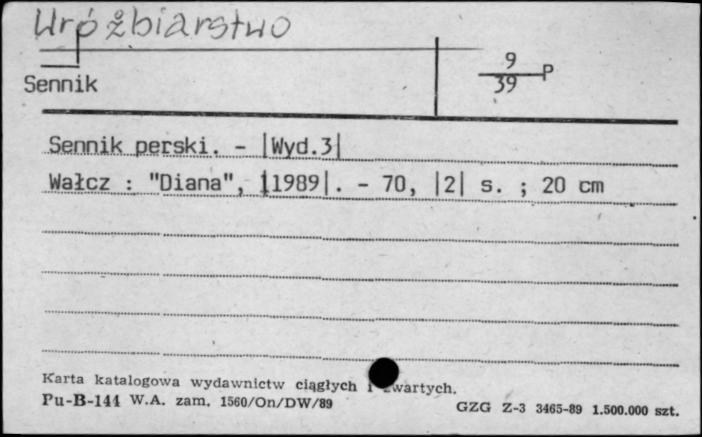 Wróżbiarstwo
9
39 P
Sennik
Sennik perski. - |Wyd.3|
Wałcz : "Diana", |1989|. - 70, |2| s. ; 20 cm
Karta katalogowa wydawnictw ciągłych i zwartych.
Pu-B-144 W.A. zam. 1560/On/DW/89
GZG Z-3 3465-89 1.500.000 szt.